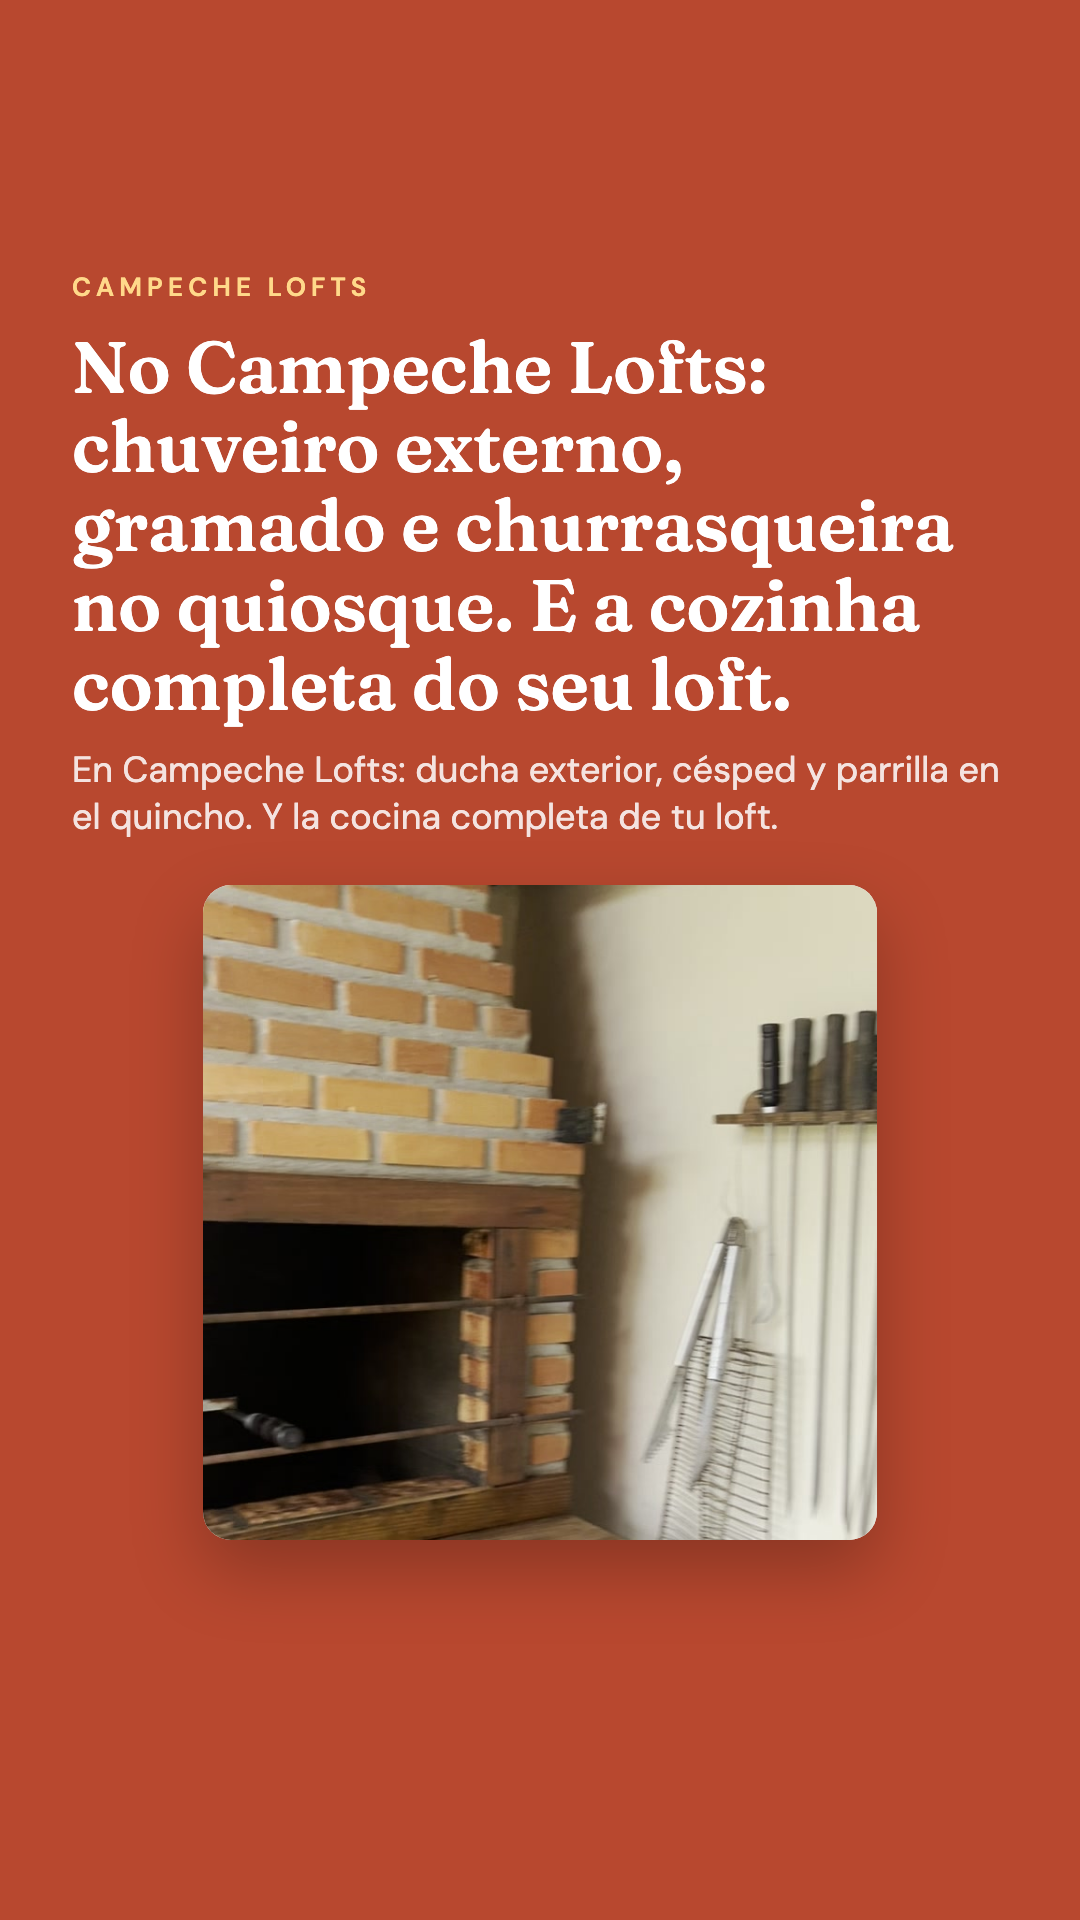 CAMPECHE LOFTS
No Campeche Lofts:
chuveiro externo,
gramado e churrasqueira
no quiosque. E a cozinha
completa do seu loft.
En Campeche Lofts: ducha exterior, césped y parrilla en
el quincho. Y la cocina completa de tu loft.